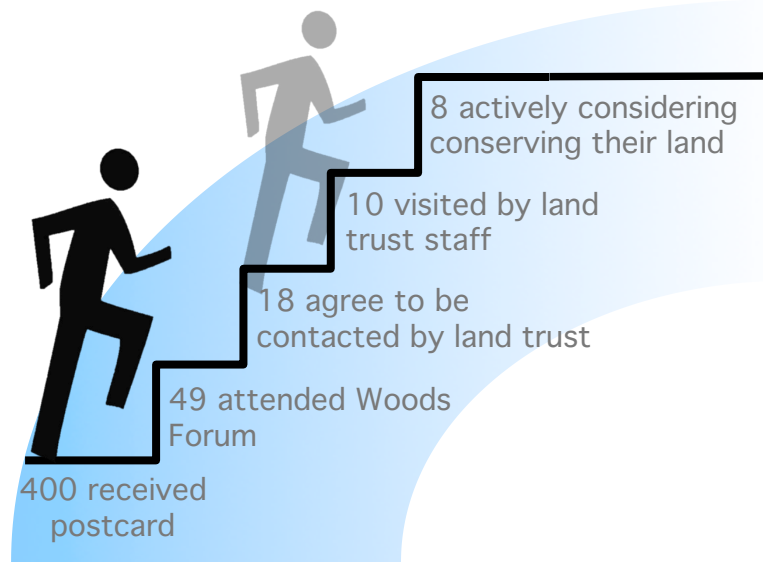 8 actively considering
conserving their land
10 visited by land
trust staff
18 agree to be
contacted by land trust
49 attended Woods
Forum
400 received
postcard